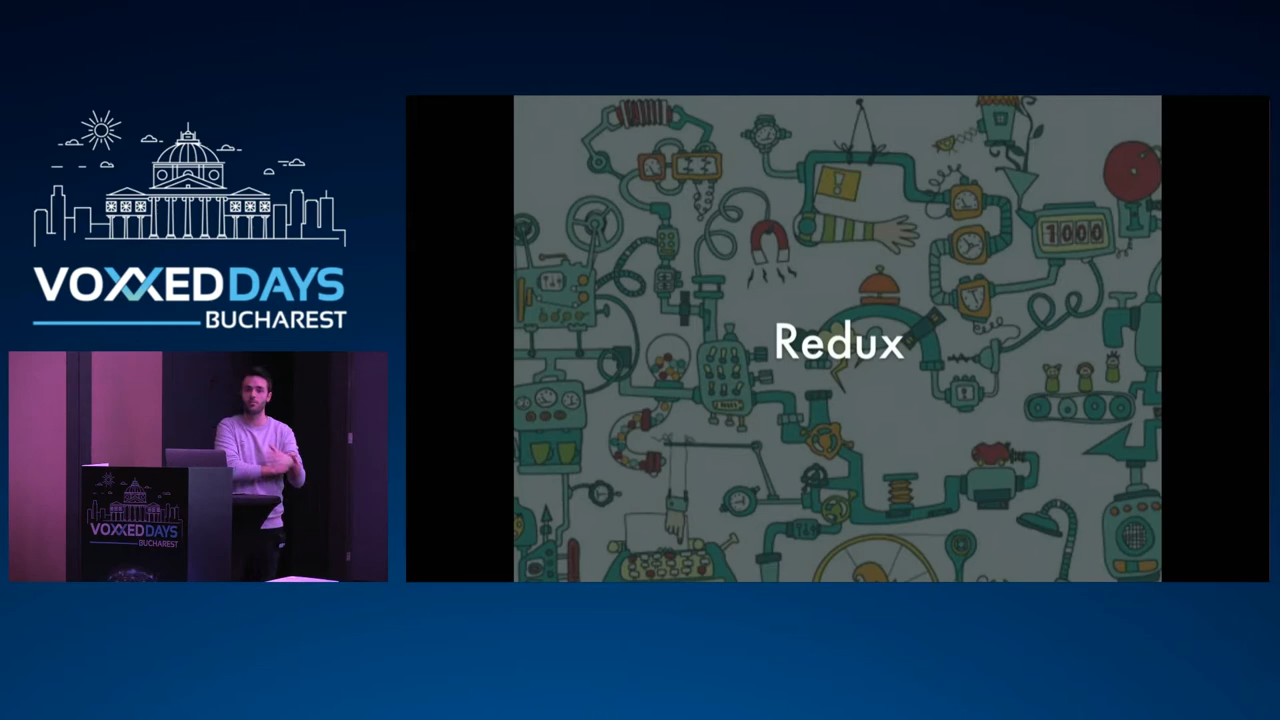 VOXXEDDAYS
BUCHAREST
VOXXEDDAYS
BUCHAREST
Redux
1000